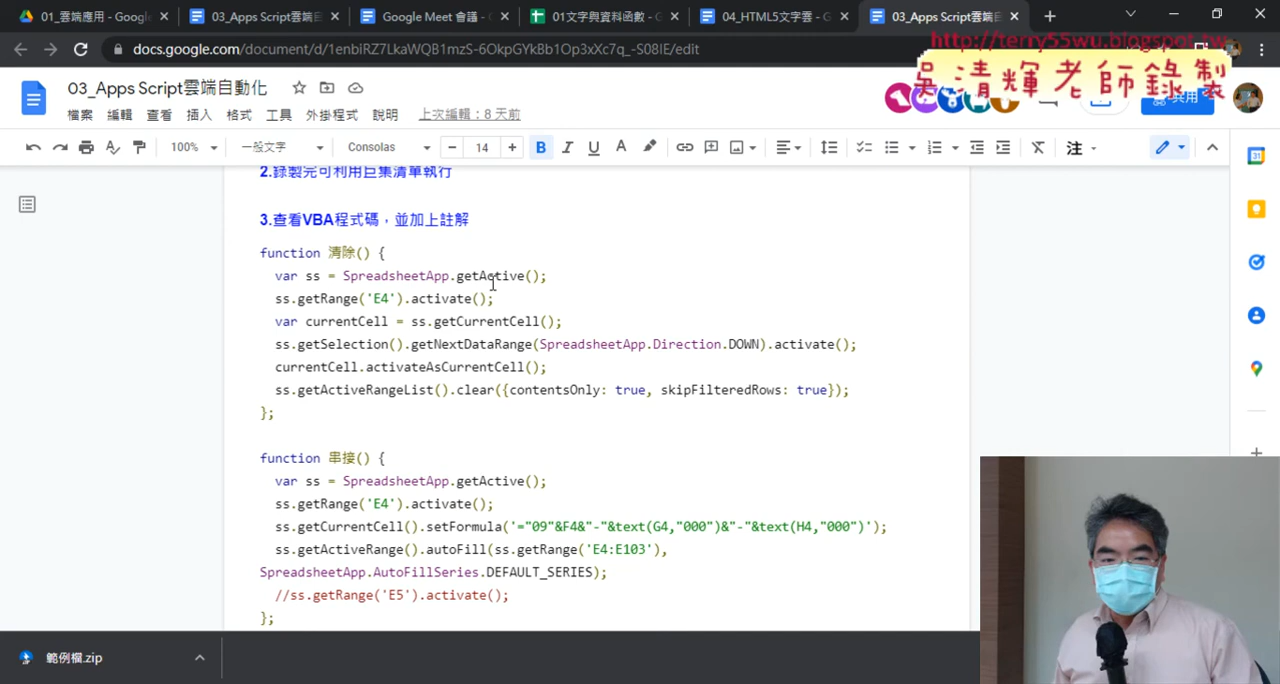 01_雲端應用 - Googl
03_Apps Script雲端自
Google Meet 會議 - G
01文字與資料函數 - G
04_HTML5文字雲 - G
03_Apps Script雲端自
docs.google.com/document/d/1enbiRZ7LkaWQB1mzS-6OkpGYkBb1Op3xXc7q_-S08IE/edit
http://terry55wu.blogspot.tw
吳清輝老師錄製
03_Apps Script雲端自動化
共用
檔案 編輯 查看 插入 格式 工具 外掛程式 說明 上次編輯：8 天前
100% 一般文字 Consolas 14 B I U A 注
2.錄製完可利用巨集清單執行
3.查看VBA程式碼，並加上註解
function 清除() {
var ss = SpreadsheetApp.getActive();
ss.getRange('E4').activate();
var currentCell = ss.getCurrentCell();
ss.getSelection().getNextDataRange(SpreadsheetApp.Direction.DOWN).activate();
currentCell.activateAsCurrentCell();
ss.getActiveRangeList().clear({contentsOnly: true, skipFilteredRows: true});
};
function 串接() {
var ss = SpreadsheetApp.getActive();
ss.getRange('E4').activate();
ss.getCurrentCell().setFormula('="09"&F4&"-"&text(G4,"000")&"-"&text(H4,"000")');
ss.getActiveRange().autoFill(ss.getRange('E4:E103'),
SpreadsheetApp.AutoFillSeries.DEFAULT_SERIES);
//ss.getRange('E5').activate();
};
範例檔.zip